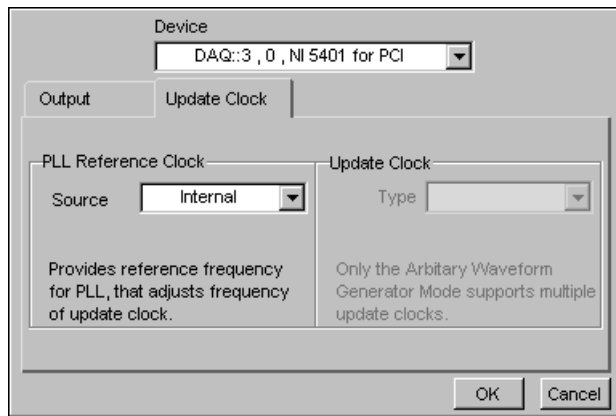 Device
DAQ::3 , 0 , NI 5401 for PCI
Output
Update Clock
PLL Reference Clock
Source
Internal
Provides reference frequency
for PLL, that adjusts frequency
of update clock.
Update Clock
Type
Only the Arbitary Waveform
Generator Mode supports multiple
update clocks.
OK
Cancel